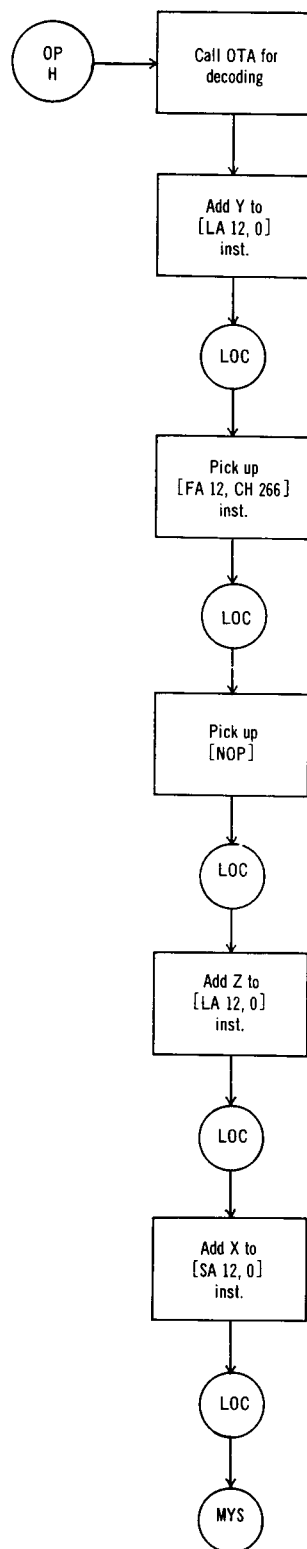 OP
H
Call OTA for
decoding
Add Y to
[LA 12, 0]
inst.
LOC
Pick up
[FA 12, CH 266]
inst.
LOC
Pick up
[NOP]
LOC
Add Z to
[LA 12, 0]
inst.
LOC
Add X to
[SA 12, 0]
inst.
LOC
MYS